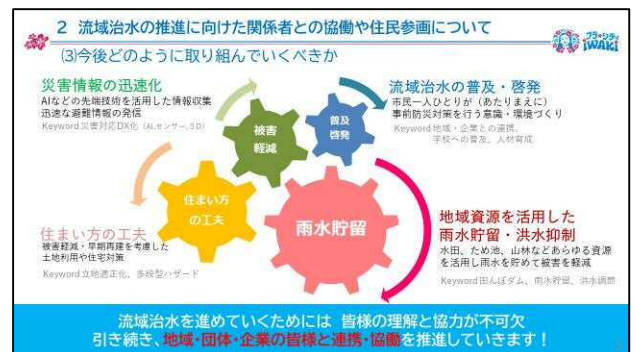 2 流域治水の推進に向けた関係者との協働や住民参画について
⑶今後どのように取り組んでいくべきか
フラシティ
IWAKI
災害情報の迅速化
AIなどの先端技術を活用した情報収集
迅速な避難情報の発信
Keyword 災害対応DX化（AI、センサー、3D）
流域治水の普及・啓発
市民一人ひとりが（あたりまえに）
事前防災対策を行う意識・環境づくり
Keyword 地域・企業との連携、
学校への普及、人材育成
被害
軽減
普及
啓発
住まい方
の工夫
雨水貯留
住まい方の工夫
被害軽減・早期再建を考慮した
土地利用や住宅対策
Keyword 立地適正化、多段型ハザード
地域資源を活用した
雨水貯留・洪水抑制
水田、ため池、山林などあらゆる資源
を活用し雨水を貯めて被害を軽減
Keyword 田んぼダム、雨水貯留、洪水調節
流域治水を進めていくためには 皆様の理解と協力が不可欠
引き続き、地域・団体・企業の皆様と連携・協働を推進していきます！